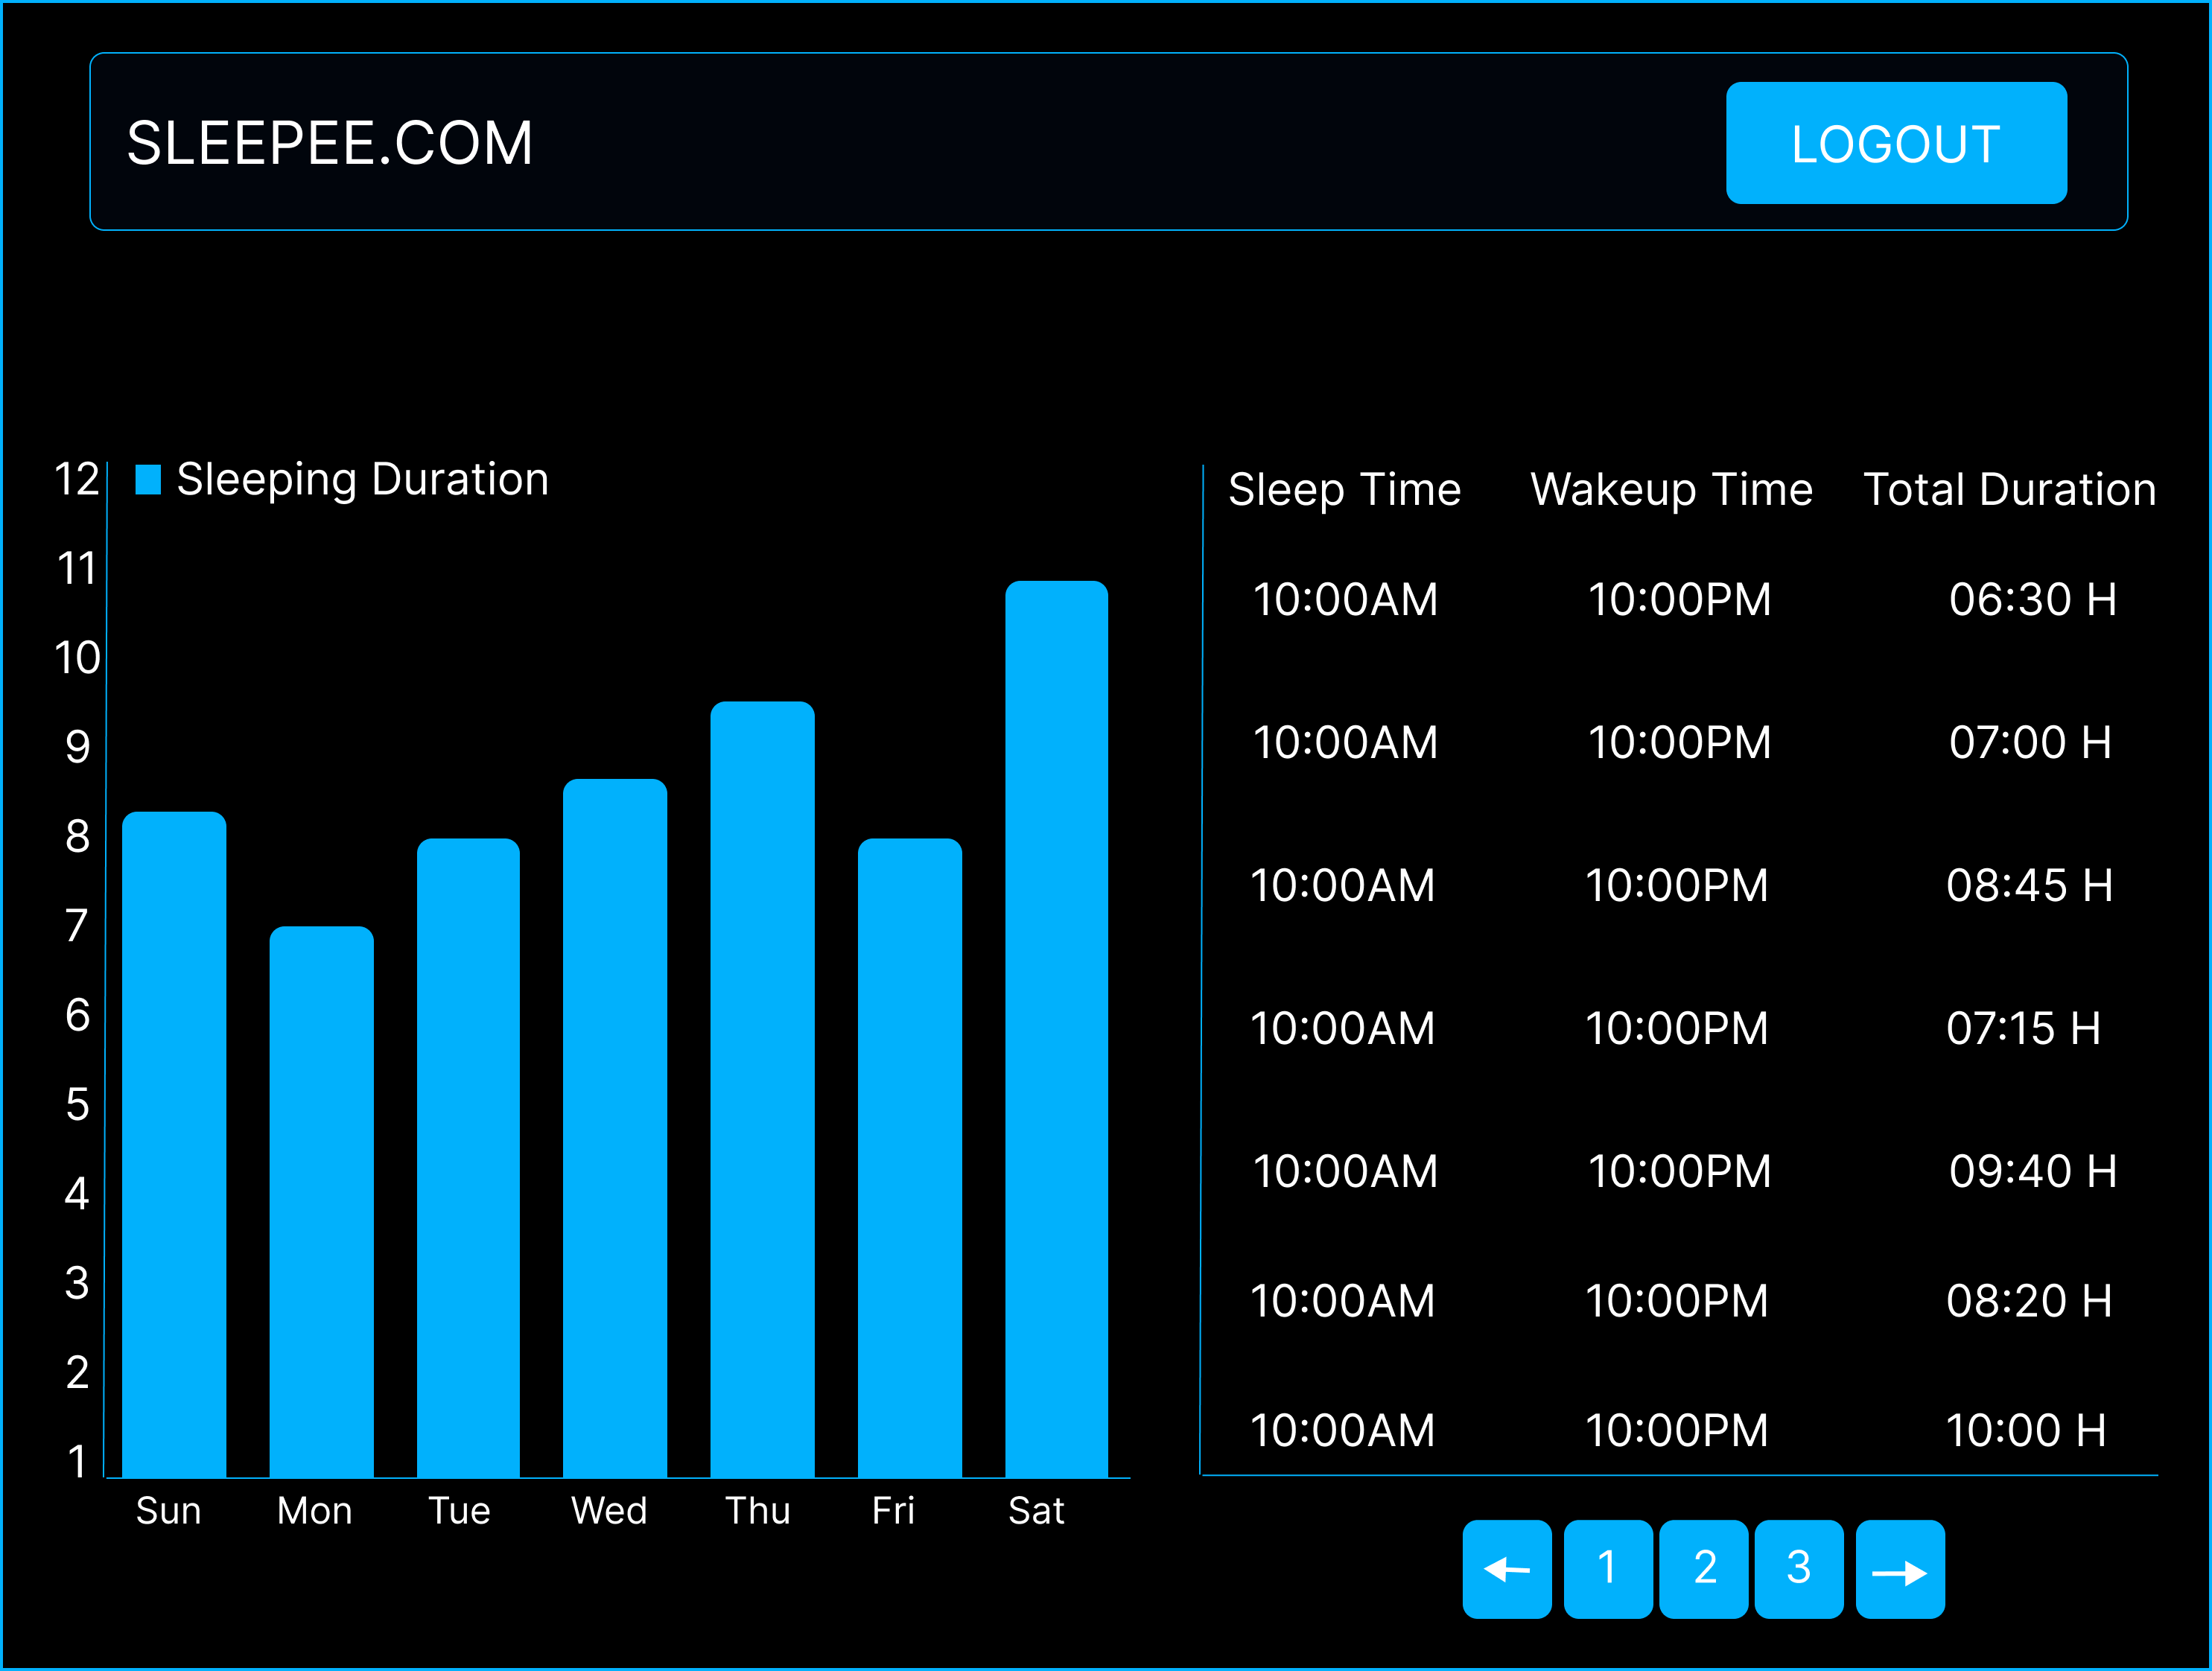 SLEEPEE.COM
LOGOUT
Sleeping Duration
12
11
10
9
8
7
6
5
4
3
2
1
Sun Mon Tue Wed Thu Fri Sat
Sleep Time Wakeup Time Total Duration
10:00AM 10:00PM 06:30 H
10:00AM 10:00PM 07:00 H
10:00AM 10:00PM 08:45 H
10:00AM 10:00PM 07:15 H
10:00AM 10:00PM 09:40 H
10:00AM 10:00PM 08:20 H
10:00AM 10:00PM 10:00 H
1 2 3